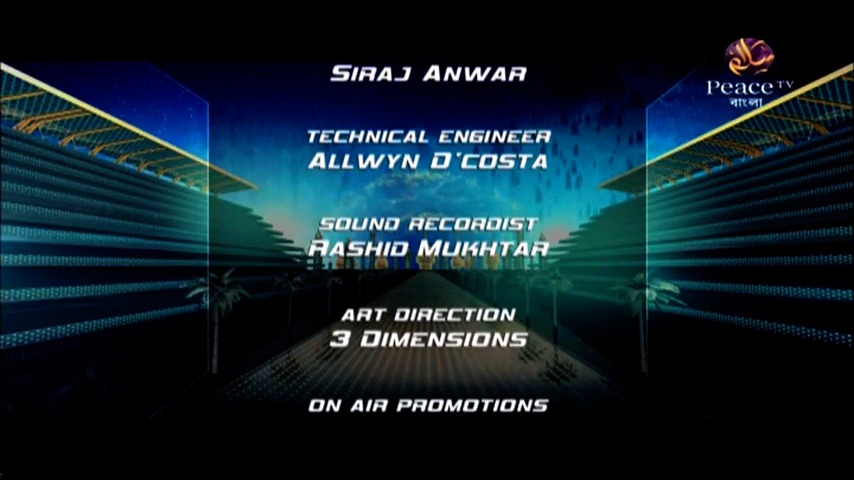 SIRAJ ANWAR
Peace TV
বাংলা
TECHNICAL ENGINEER
ALLWYN D'COSTA
SOUND RECORDIST
RASHID MUKHTAR
ART DIRECTION
3 DIMENSIONS
ON AIR PROMOTIONS